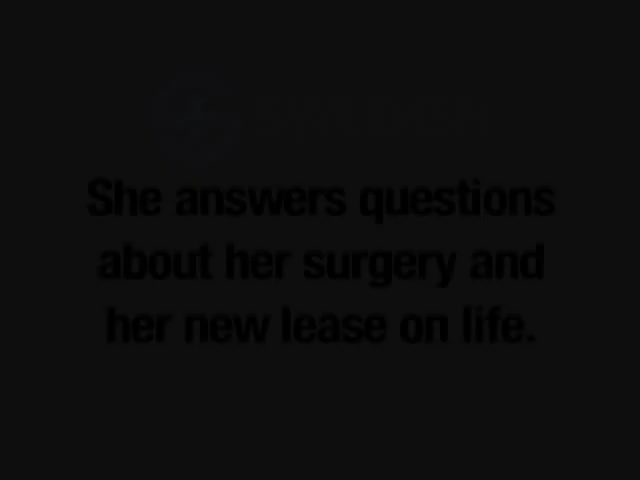 She answers questions
about her surgery and
her new lease on life.